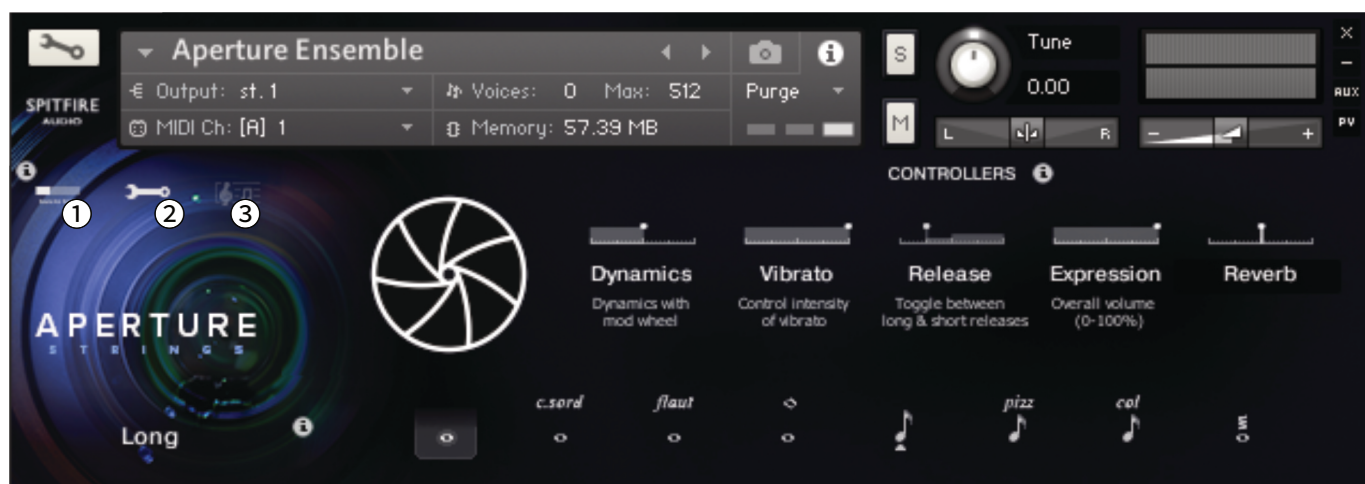 Aperture Ensemble
S
Tune
0.00
X
–
AUX
PV
SPITFIRE
AUDIO
Output: st. 1
Voices: 0 Max: 512
Purge
MIDI Ch: [A] 1
Memory: 57.39 MB
M
L
R
–
+
CONTROLLERS
1
2
3
Dynamics
Vibrato
Release
Expression
Reverb
Dynamics with
mod wheel
Control intensity
of vibrato
Toggle between
long & short releases
Overall volume
(0-100%)
APERTURE
STRINGS
c.sord
flaut
pizz
col
Long